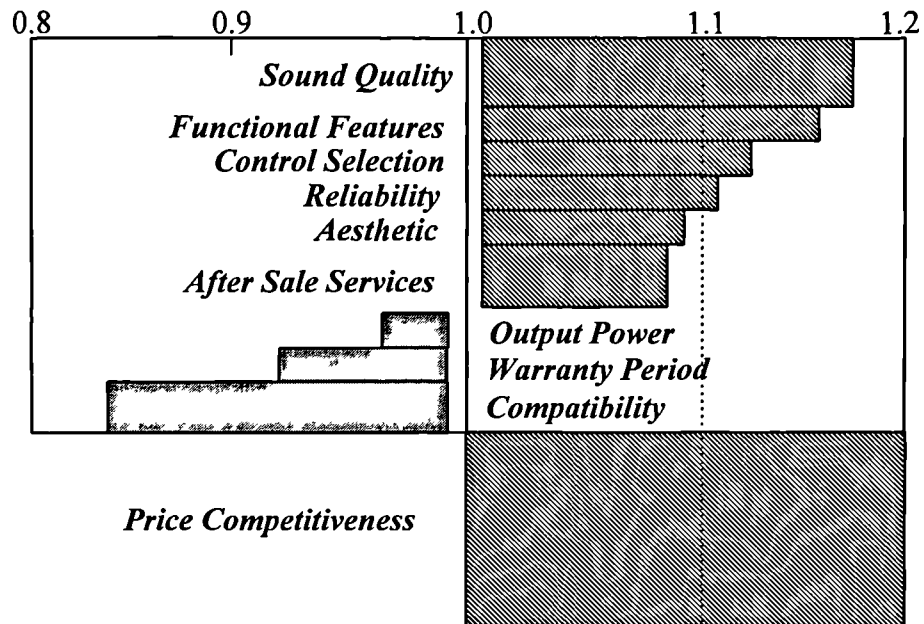 0.8 0.9 1.0 1.1 1.2
Sound Quality
Functional Features
Control Selection
Reliability
Aesthetic
After Sale Services
Output Power
Warranty Period
Compatibility
Price Competitiveness